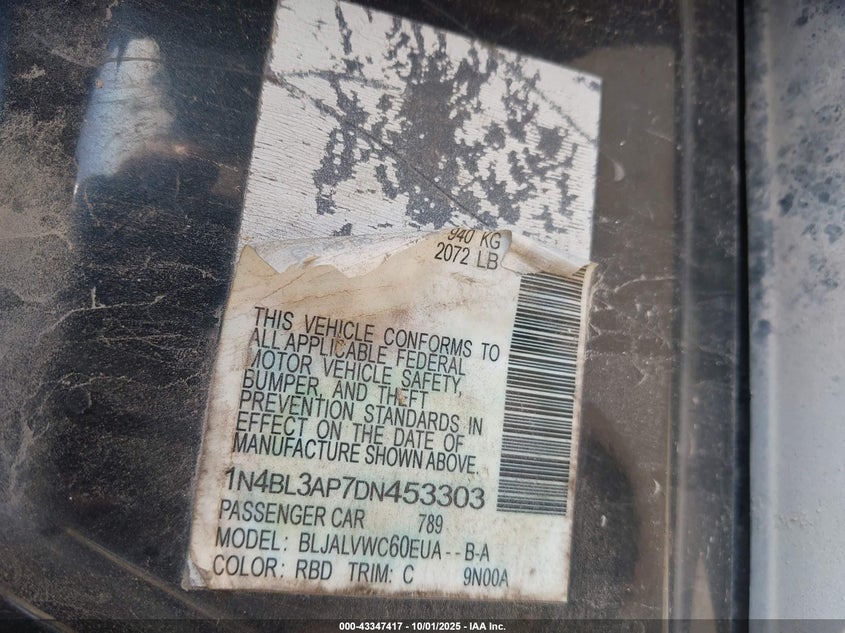 940 KG
2072 LB
THIS VEHICLE CONFORMS TO
ALL APPLICABLE FEDERAL
MOTOR VEHICLE SAFETY,
BUMPER, AND THEFT
PREVENTION STANDARDS IN
EFFECT ON THE DATE OF
MANUFACTURE SHOWN ABOVE.
1N4BL3AP7DN453303
PASSENGER CAR 789
MODEL: BLJALVWC60EUA--B-A
COLOR: RBD TRIM: C 9N00A
000-43347417 - 10/01/2025 - IAA Inc.